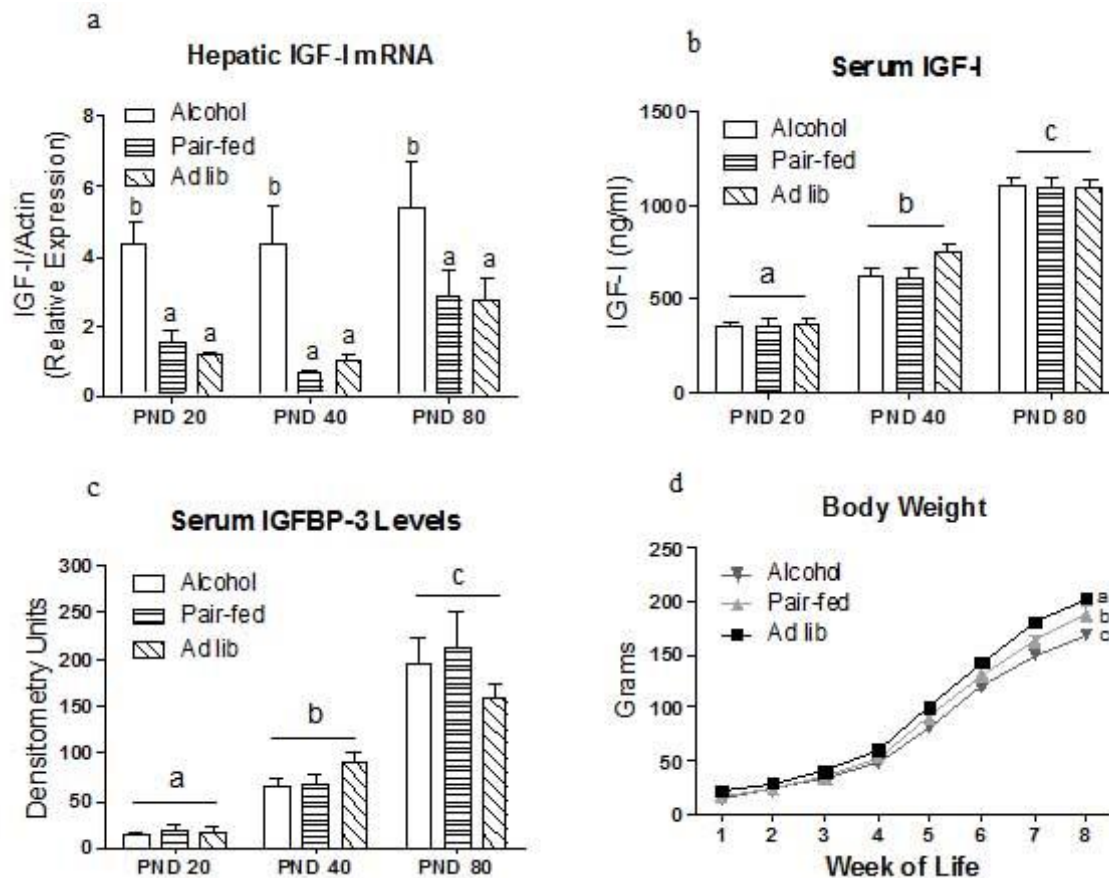 a
Hepatic IGF-I mRNA
IGF-I/Actin
(Relative Expression)
8
6
4
2
0
Alcohol
Pair-fed
Ad lib
b
a
a
b
a
a
b
a
a
PND 20
PND 40
PND 80
b
Serum IGF-I
IGF-I (ng/ml)
1500
1000
500
0
Alcohol
Pair-fed
Ad lib
a
b
c
PND 20
PND 40
PND 80
c
Serum IGFBP-3 Levels
Densitometry Units
300
250
200
150
100
50
0
Alcohol
Pair-fed
Ad lib
a
b
c
PND 20
PND 40
PND 80
d
Body Weight
Grams
250
200
150
100
50
0
Alcohol
Pair-fed
Ad lib
a
b
c
1 2 3 4 5 6 7 8
Week of Life